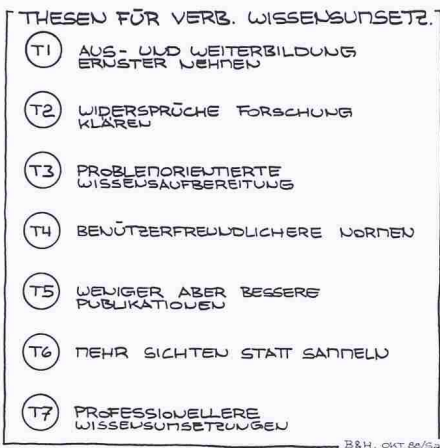 THESEN FÜR VERB. WISSENSUMSETZ.
T1 AUS- UND WEITERBILDUNG
ERNSTER NEHMEN
T2 WIDERSPRÜCHE FORSCHUNG
KLÄREN
T3 PROBLEMORIENTIERTE
WISSENSAUFBEREITUNG
T4 BENÜTZERFREUNDLICHERE NORMEN
T5 WENIGER ABER BESSERE
PUBLIKATIONEN
T6 MEHR SICHTEN STATT SAMMELN
T7 PROFESSIONELLERE
WISSENSUMSETZUNGEN
B&H. OKT.